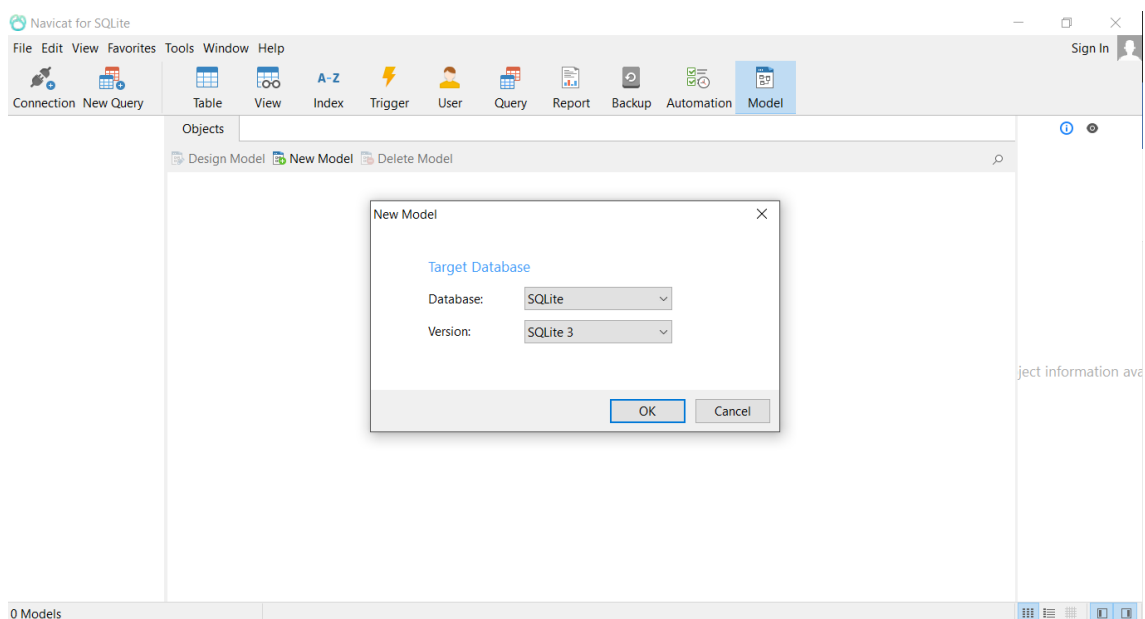 Navicat for SQLite
File Edit View Favorites Tools Window Help
Sign In
Connection New Query Table View Index Trigger User Query Report Backup Automation Model
A-Z
Objects
Design Model New Model Delete Model
New Model
Target Database
Database: SQLite
Version: SQLite 3
ject information ava
OK Cancel
0 Models